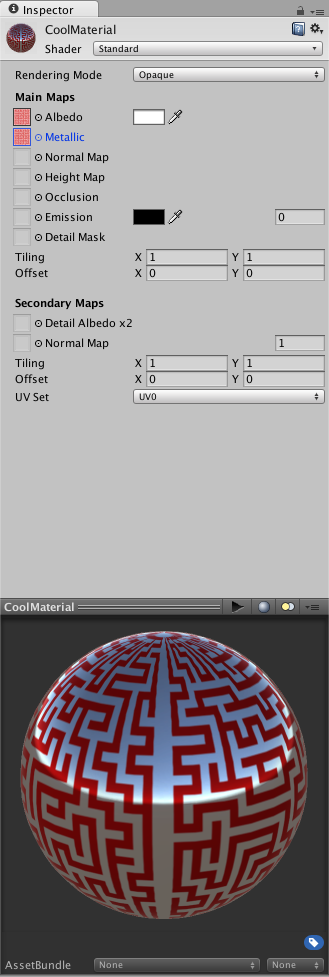 Inspector
CoolMaterial
Shader Standard
Rendering Mode Opaque
Main Maps
Albedo
Metallic
Normal Map
Height Map
Occlusion
Emission 0
Detail Mask
Tiling X 1 Y 1
Offset X 0 Y 0
Secondary Maps
Detail Albedo x2
Normal Map 1
Tiling X 1 Y 1
Offset X 0 Y 0
UV Set UV0
CoolMaterial
AssetBundle None None